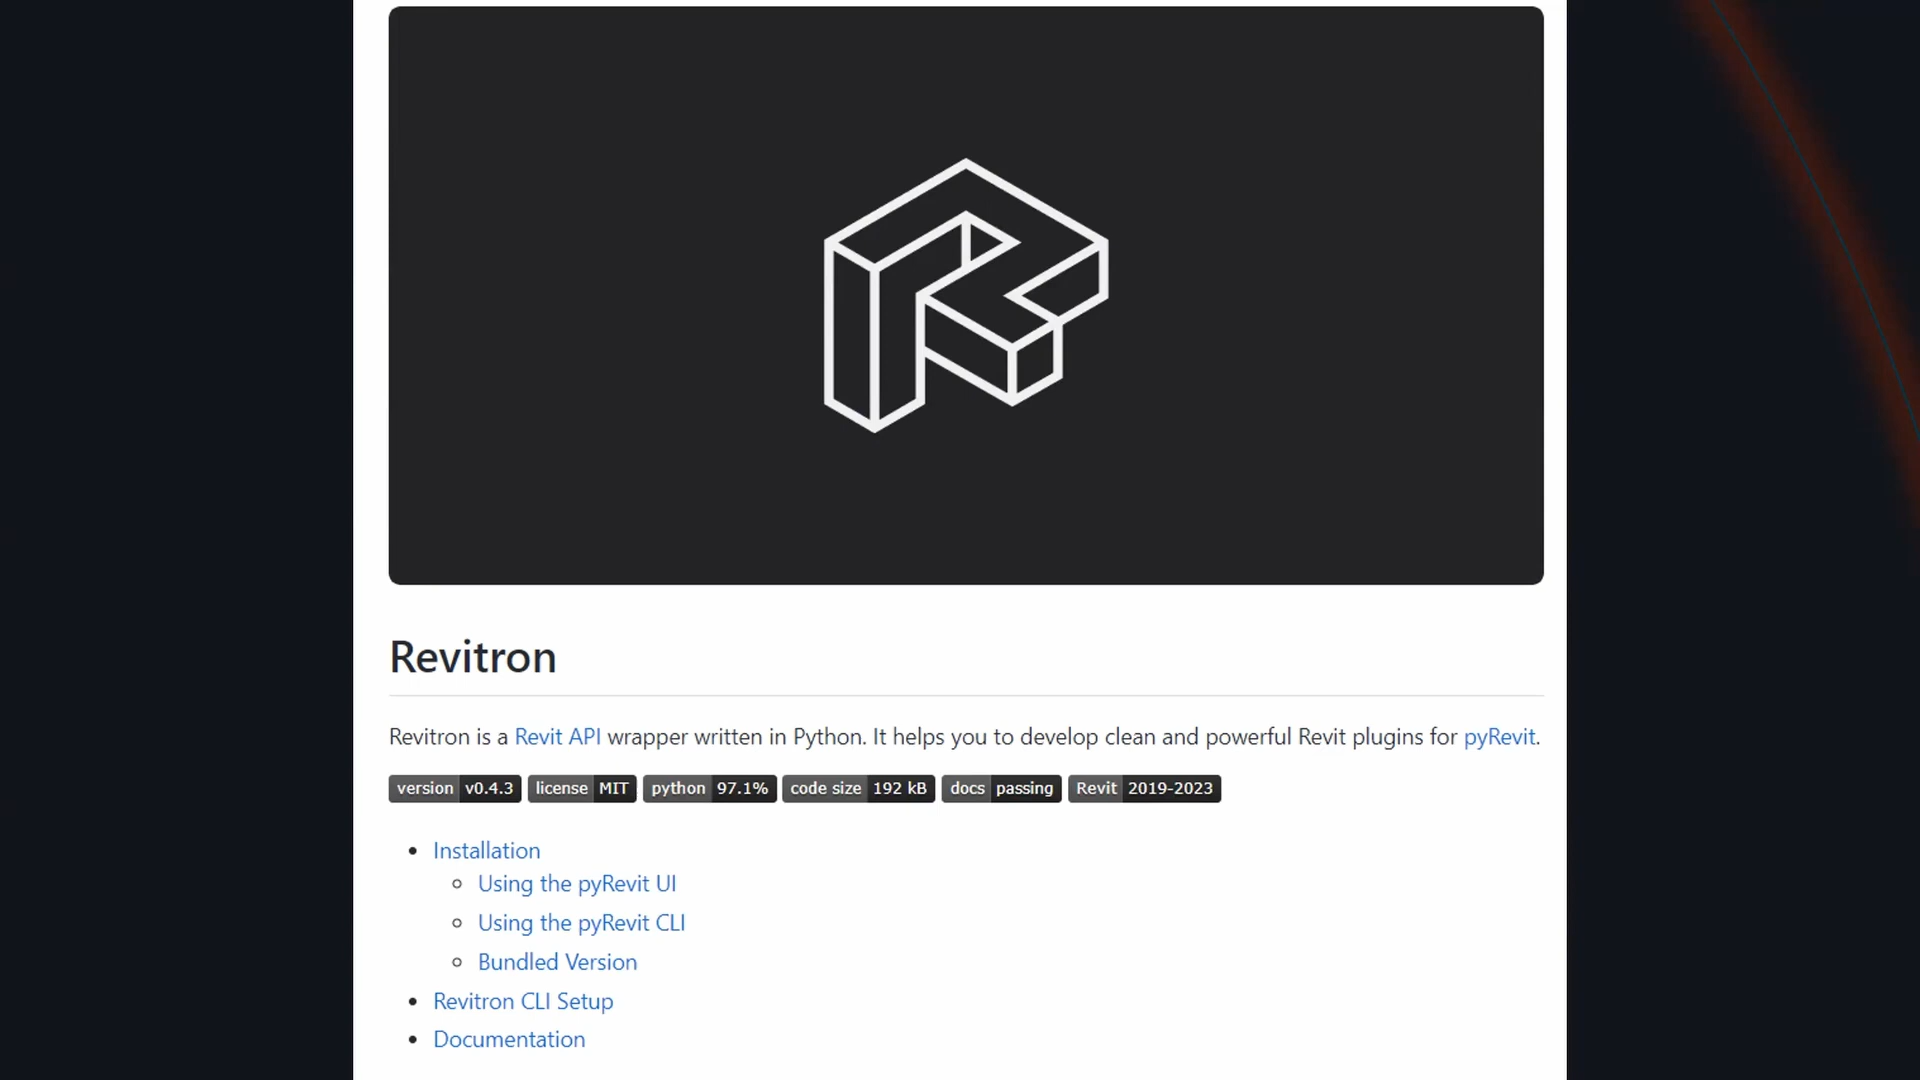 Revitron
Revitron is a Revit API wrapper written in Python. It helps you to develop clean and powerful Revit plugins for pyRevit.
version v0.4.3 license MIT python 97.1% code size 192 kB docs passing Revit 2019-2023
Installation
Using the pyRevit UI
Using the pyRevit CLI
Bundled Version
Revitron CLI Setup
Documentation